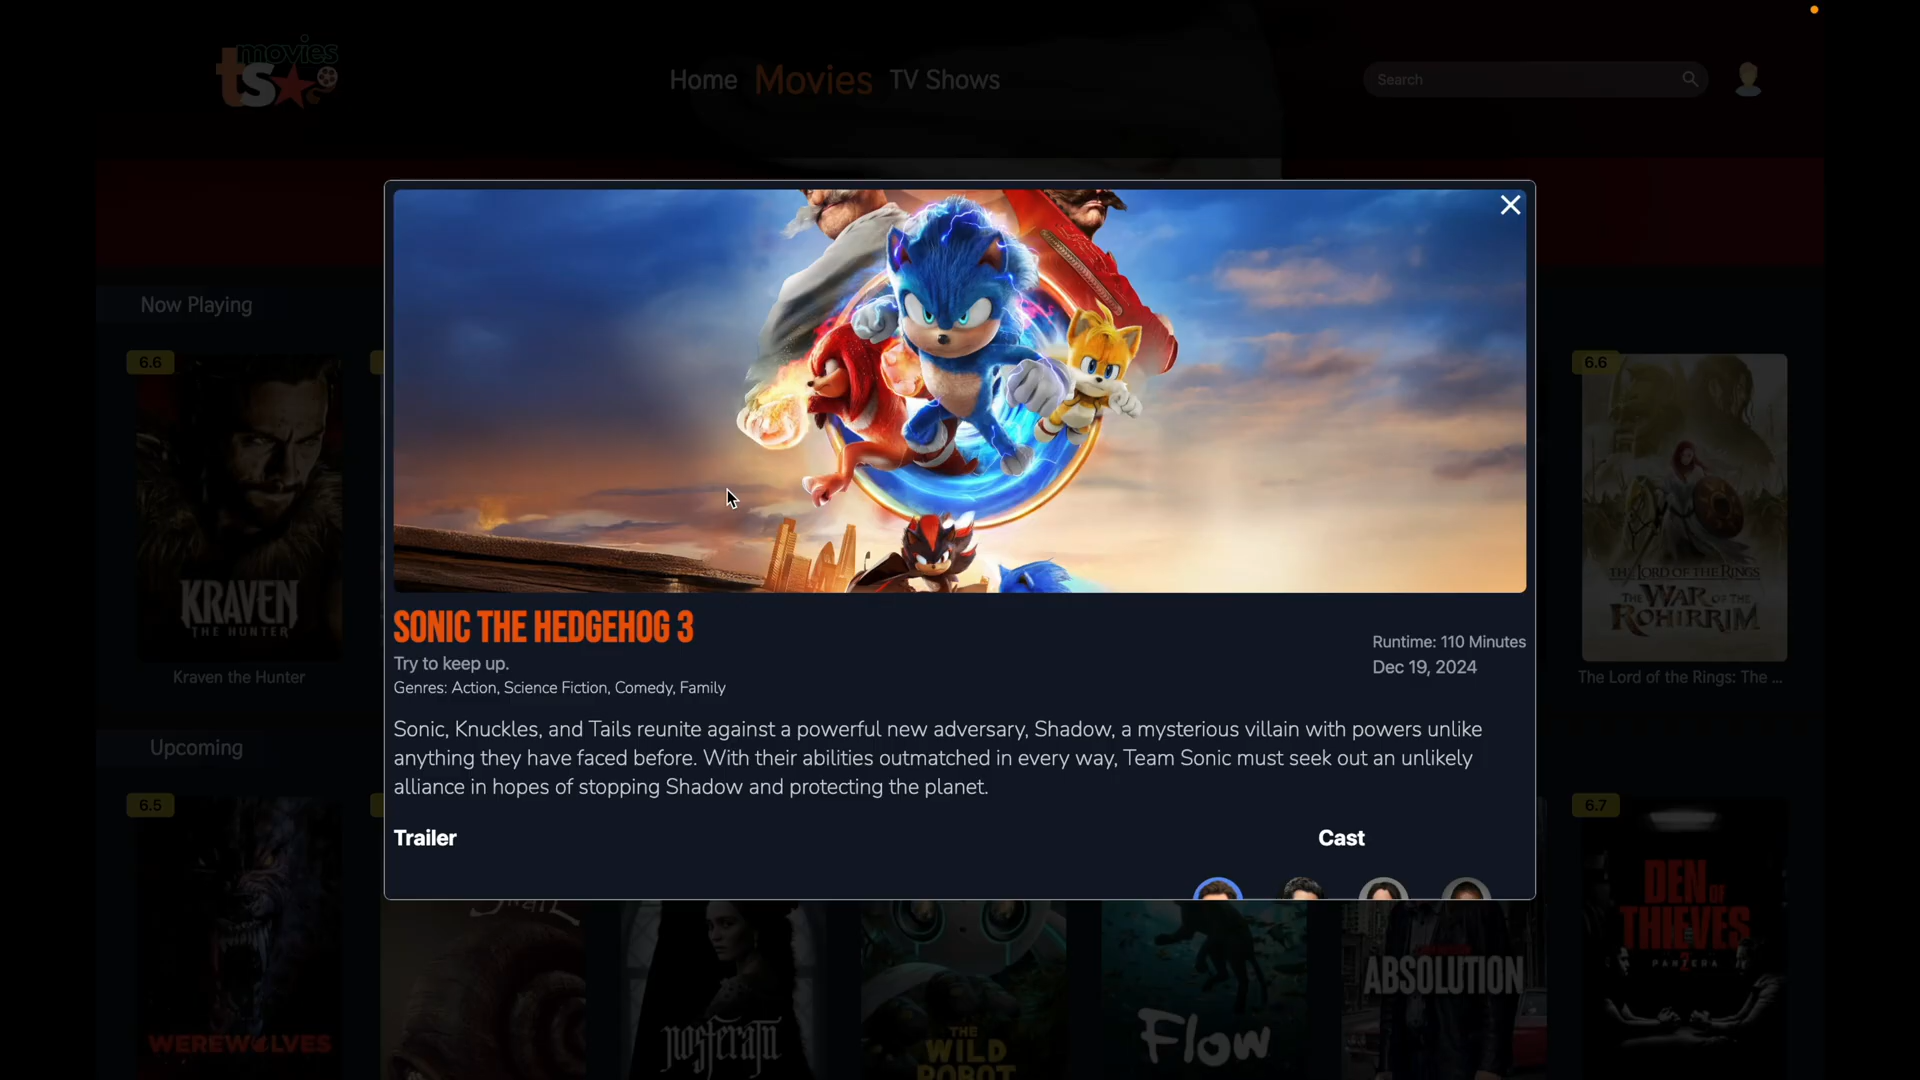 movies
ts
Home Movies TV Shows
Search
Now Playing
6.6
6.6
KRAVEN
THE HUNTER
THE LORD OF THE RINGS
THE WAR OF THE ROHIRRIM
Kraven the Hunter
The Lord of the Rings: The ...
SONIC THE HEDGEHOG 3
Try to keep up.
Genres: Action, Science Fiction, Comedy, Family
Runtime: 110 Minutes
Dec 19, 2024
Sonic, Knuckles, and Tails reunite against a powerful new adversary, Shadow, a mysterious villain with powers unlike
anything they have faced before. With their abilities outmatched in every way, Team Sonic must seek out an unlikely
alliance in hopes of stopping Shadow and protecting the planet.
Trailer
Cast
Upcoming
6.5
6.7
WEREWOLVES
nosferatu
THE
WILD
ROBOT
Flow
ABSOLUTION
DEN OF
THIEVES
PANTERA